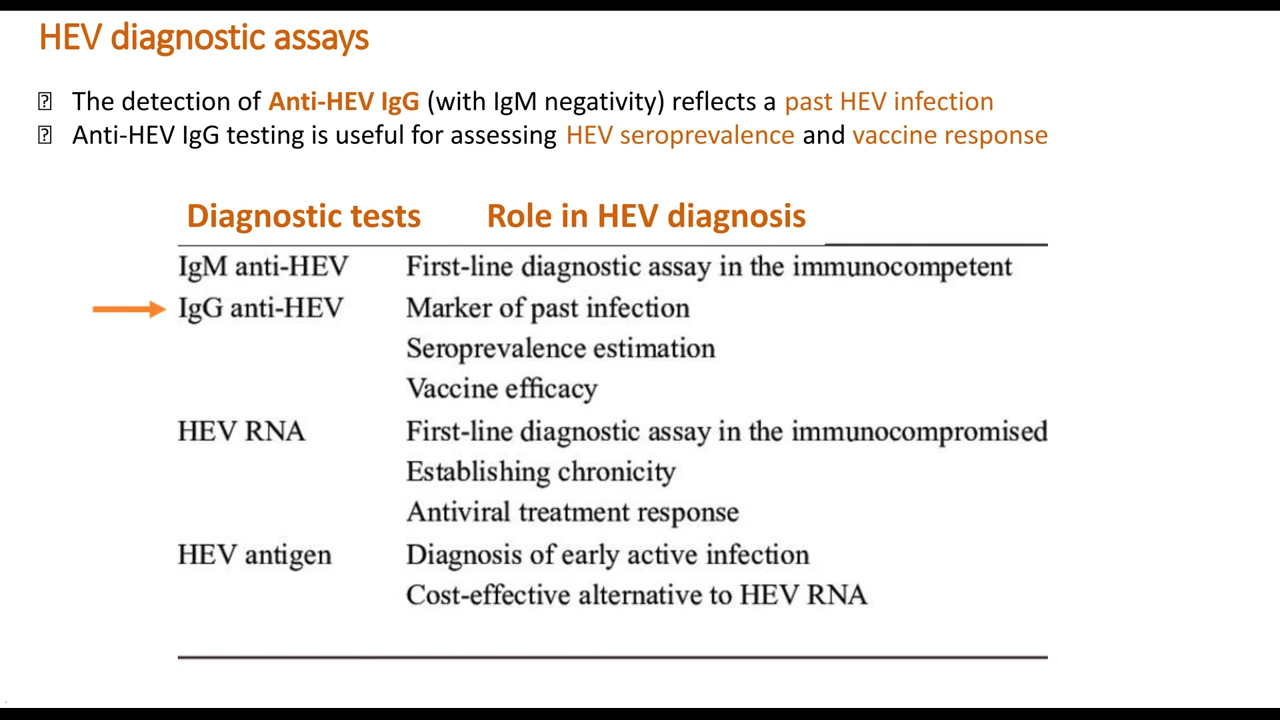 HEV diagnostic assays
The detection of Anti-HEV IgG (with IgM negativity) reflects a past HEV infection
Anti-HEV IgG testing is useful for assessing HEV seroprevalence and vaccine response
Diagnostic tests Role in HEV diagnosis
IgM anti-HEV First-line diagnostic assay in the immunocompetent
IgG anti-HEV Marker of past infection
Seroprevalence estimation
Vaccine efficacy
HEV RNA First-line diagnostic assay in the immunocompromised
Establishing chronicity
Antiviral treatment response
HEV antigen Diagnosis of early active infection
Cost-effective alternative to HEV RNA